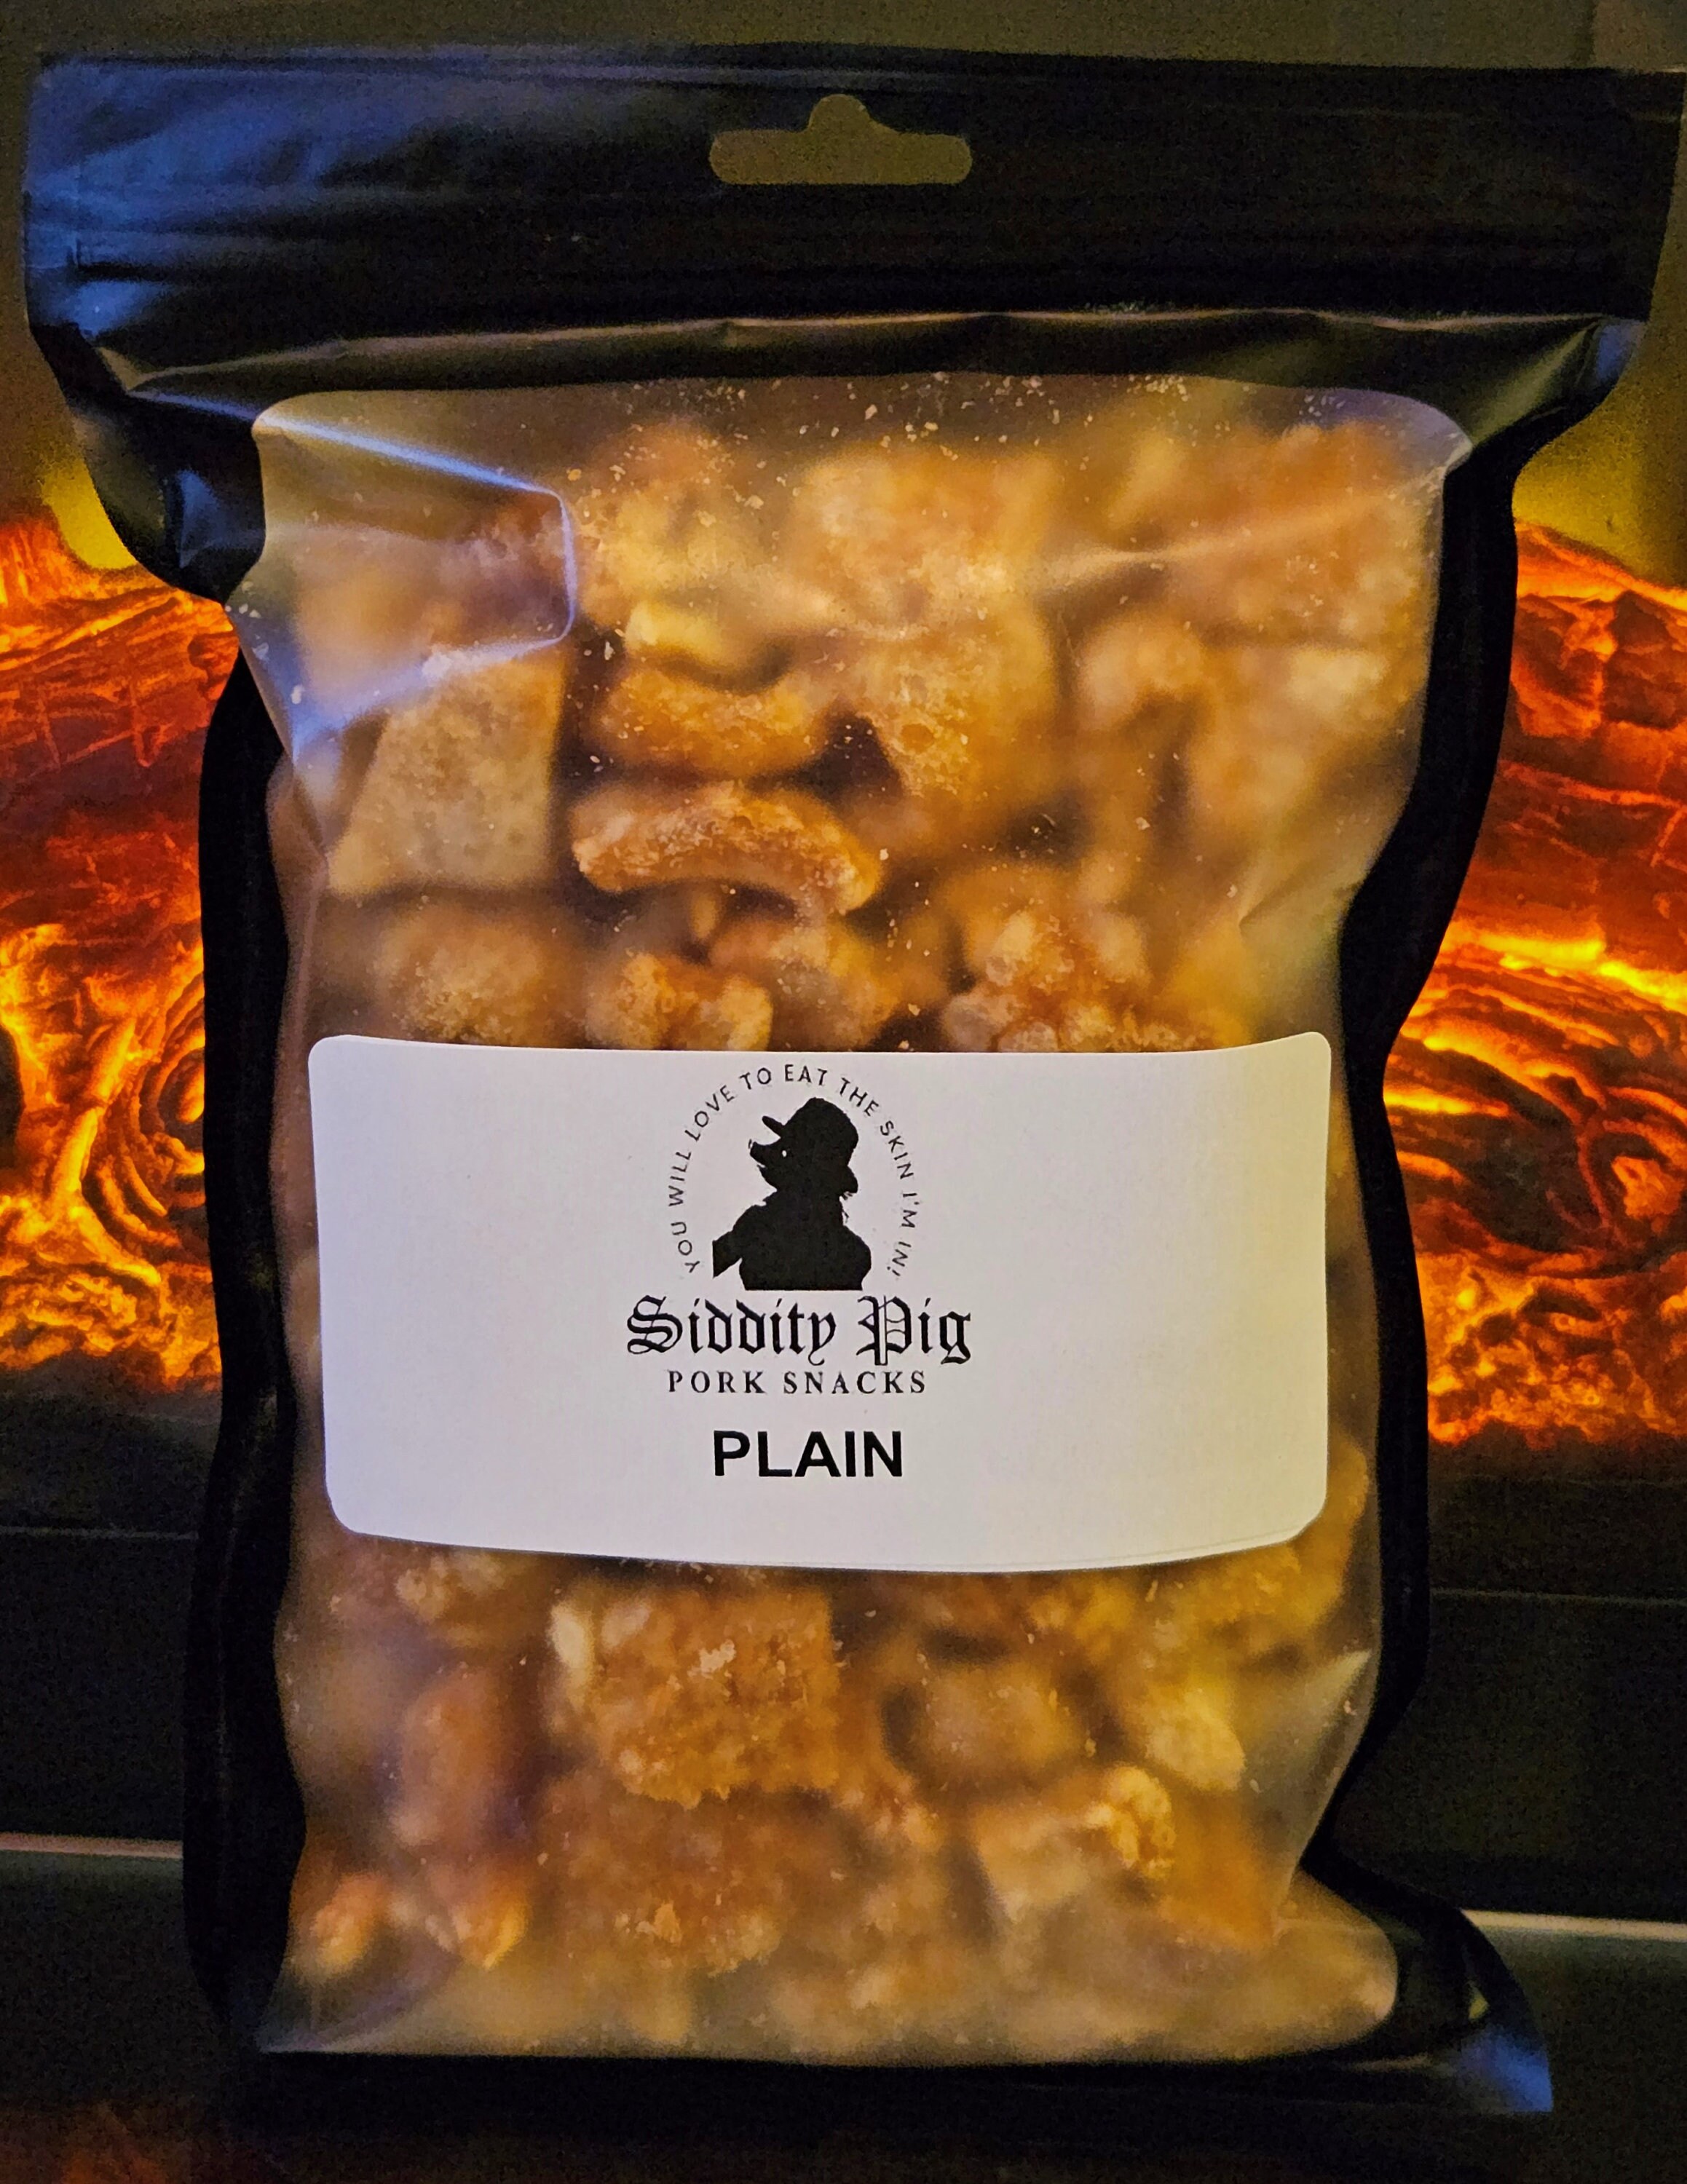 YOU WILL LOVE TO EAT THE SKIN I'M IN!
Siddity Pig
PORK SNACKS
PLAIN